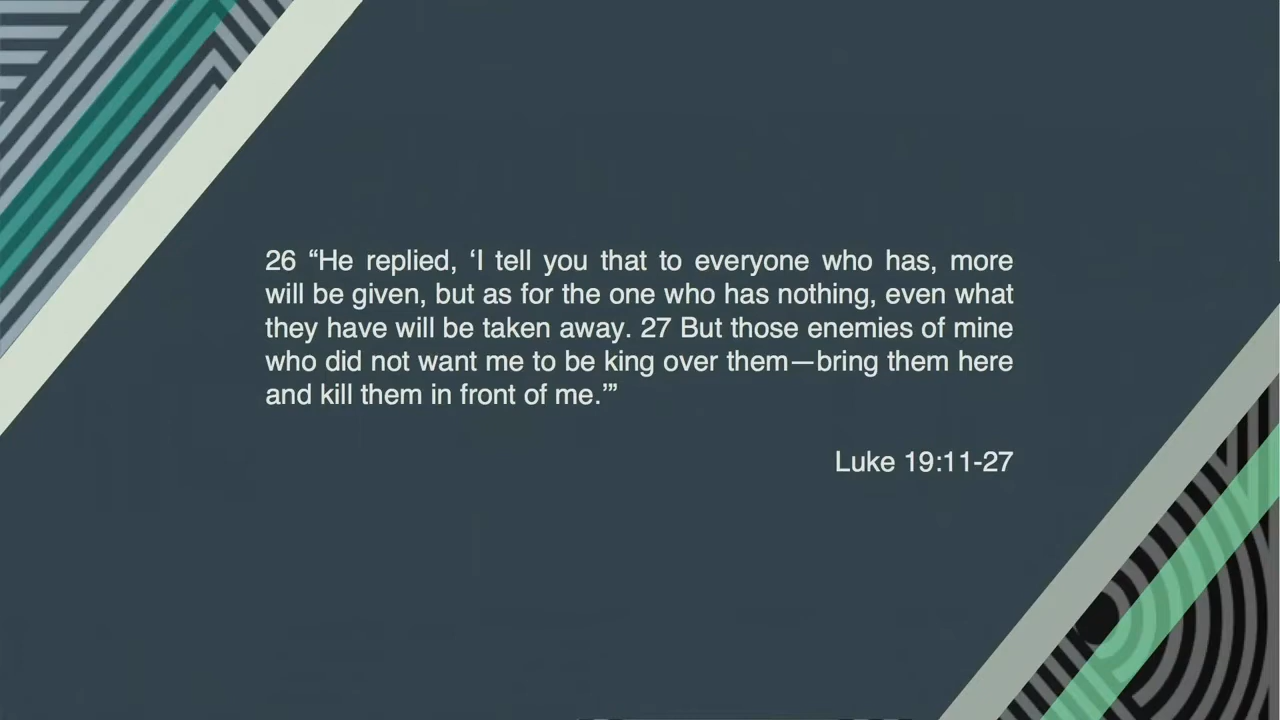 26 “He replied, ‘I tell you that to everyone who has, more
will be given, but as for the one who has nothing, even what
they have will be taken away. 27 But those enemies of mine
who did not want me to be king over them—bring them here
and kill them in front of me.’”
Luke 19:11-27